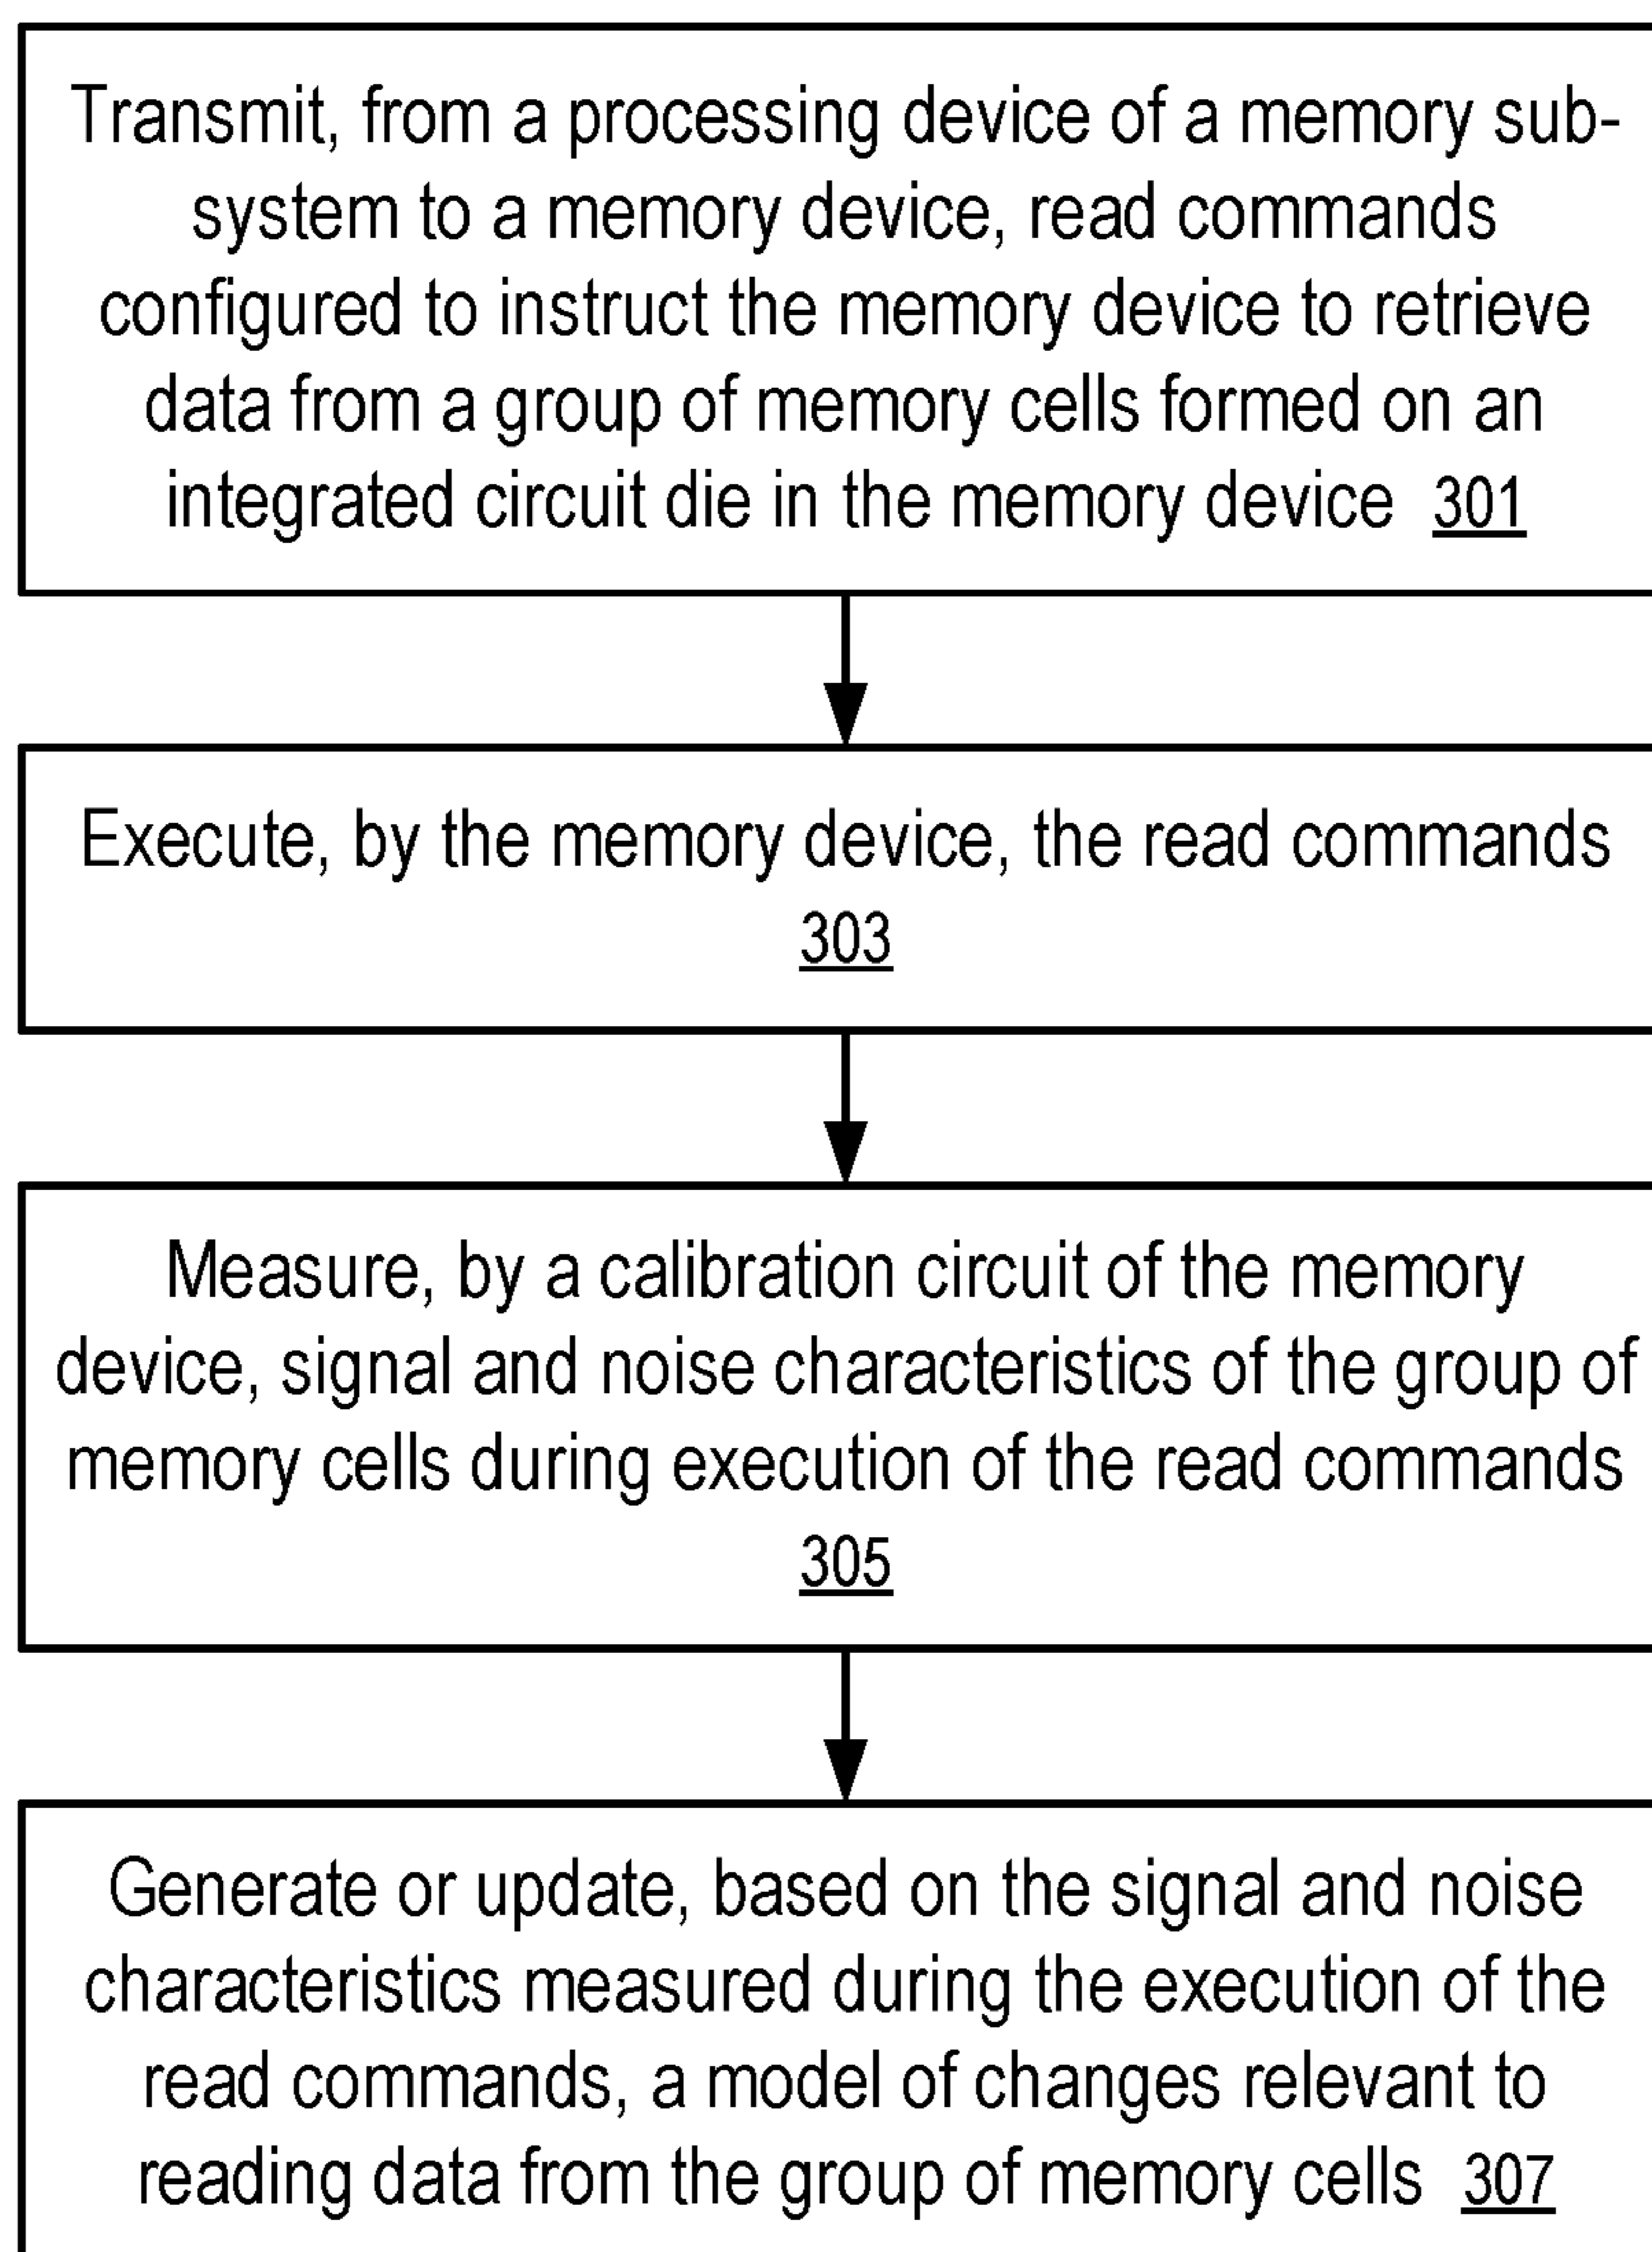 Transmit, from a processing device of a memory sub-
system to a memory device, read commands
configured to instruct the memory device to retrieve
data from a group of memory cells formed on an
integrated circuit die in the memory device 301
Execute, by the memory device, the read commands
303
Measure, by a calibration circuit of the memory
device, signal and noise characteristics of the group of
memory cells during execution of the read commands
305
Generate or update, based on the signal and noise
characteristics measured during the execution of the
read commands, a model of changes relevant to
reading data from the group of memory cells 307